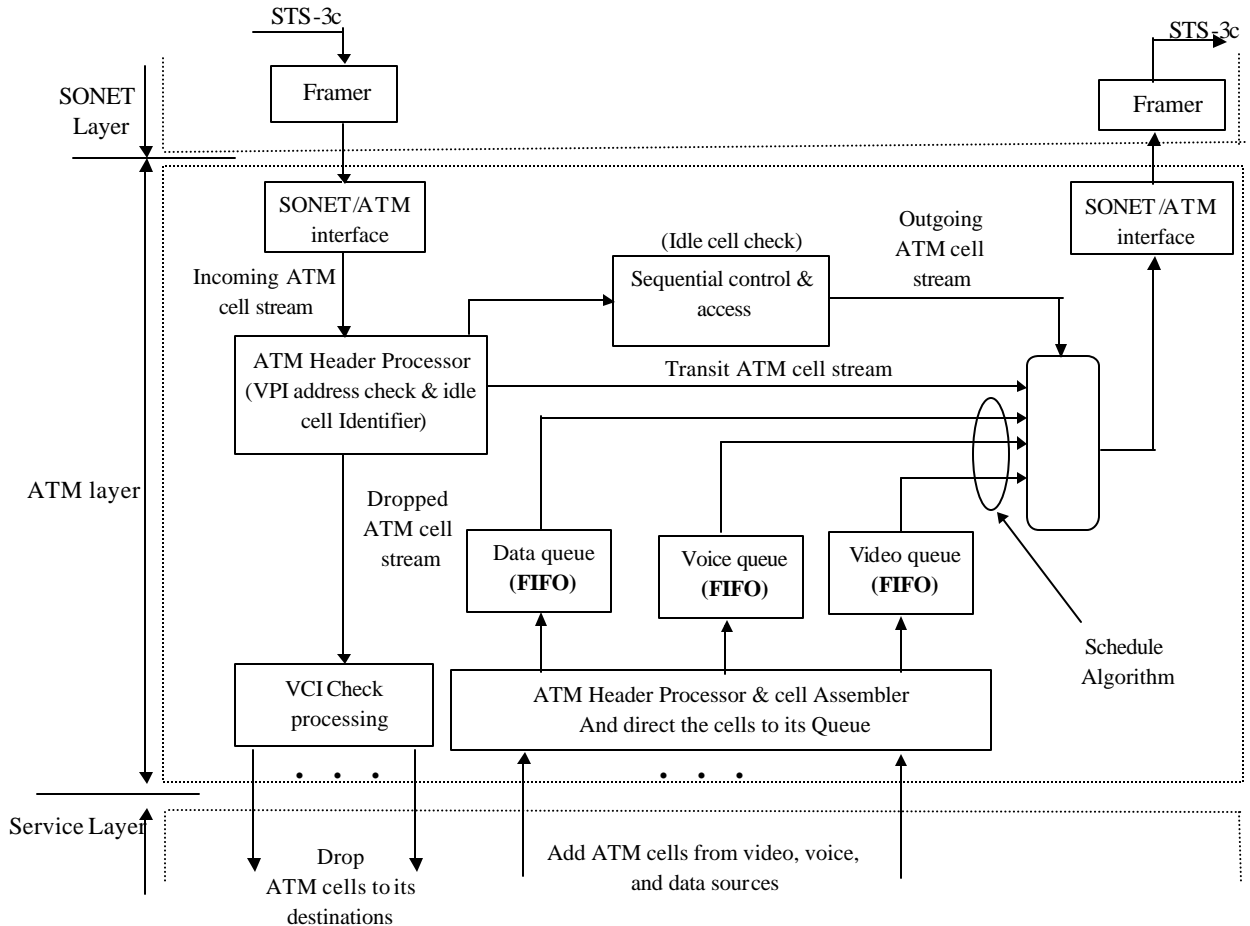 STS-3c
STS-3c
Framer
Framer
SONET
Layer
SONET/ATM
interface
SONET/ATM
interface
Outgoing
ATM cell
stream
(Idle cell check)
Sequential control &
access
Incoming ATM
cell stream
ATM Header Processor
(VPI address check & idle
cell Identifier)
Transit ATM cell stream
ATM layer
Dropped
ATM cell
stream
Data queue
(FIFO)
Voice queue
(FIFO)
Video queue
(FIFO)
Schedule
Algorithm
VCI Check
processing
ATM Header Processor & cell Assembler
And direct the cells to its Queue
. . .
. . .
Service Layer
Drop
ATM cells to its
destinations
Add ATM cells from video, voice,
and data sources